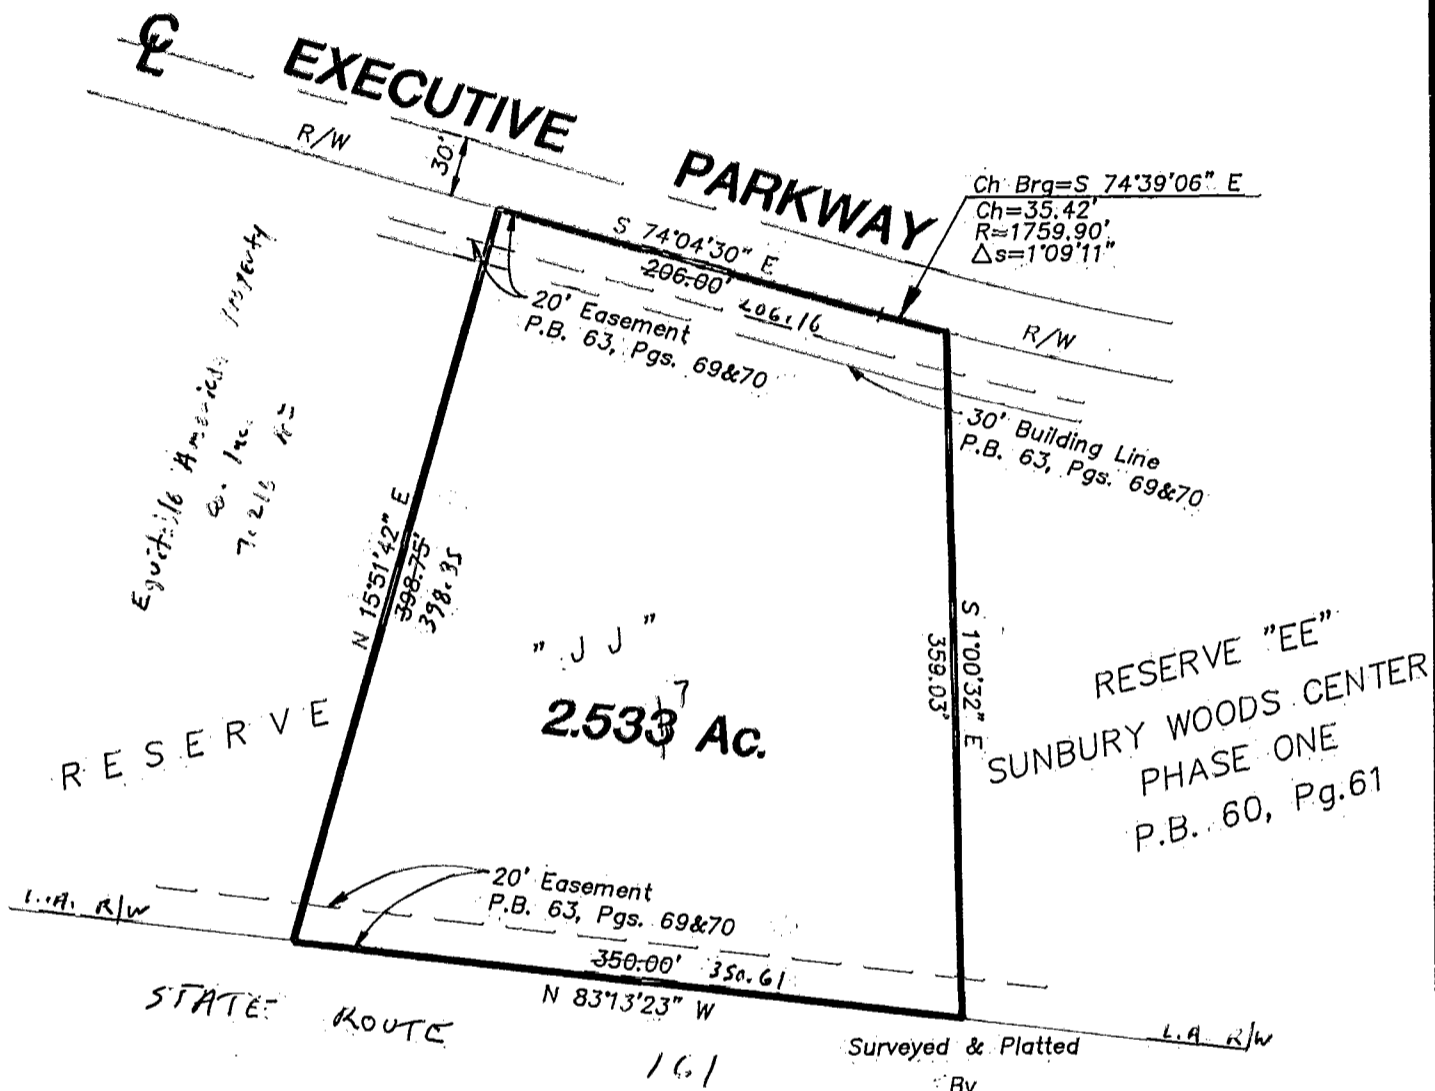 CL
EXECUTIVE PARKWAY
R/W
30'
Ch Brg=S 74°39'06" E
Ch=35.42'
R=1759.90'
Δs=1°09'11"
S 74°04'30" E
206.00'
206.16
R/W
20' Easement
P.B. 63, Pgs. 69&70
30' Building Line
P.B. 63, Pgs. 69&70
Co. Inc.
N 15°51'42" E
398.75'
398.35
S 1°00'32" E
359.03'
" J J "
7
2.533 Ac.
RESERVE
RESERVE "EE"
SUNBURY WOODS CENTER
PHASE ONE
P.B. 60, Pg.61
20' Easement
P.B. 63, Pgs. 69&70
L.A. R/W
350.00' 350.61
N 83°13'23" W
STATE ROUTE
161
L.A R/W
Surveyed & Platted
By